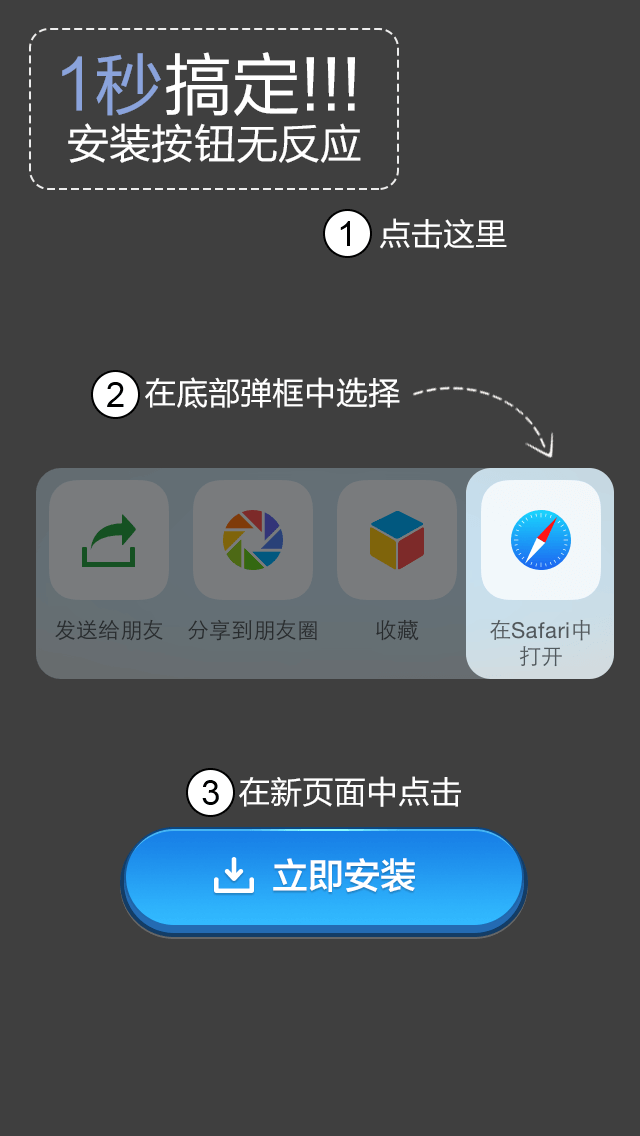 1秒搞定!!!
安装按钮无反应
1 点击这里
2 在底部弹框中选择
发送给朋友 分享到朋友圈 收藏 在Safari中
打开
3 在新页面中点击
立即安装